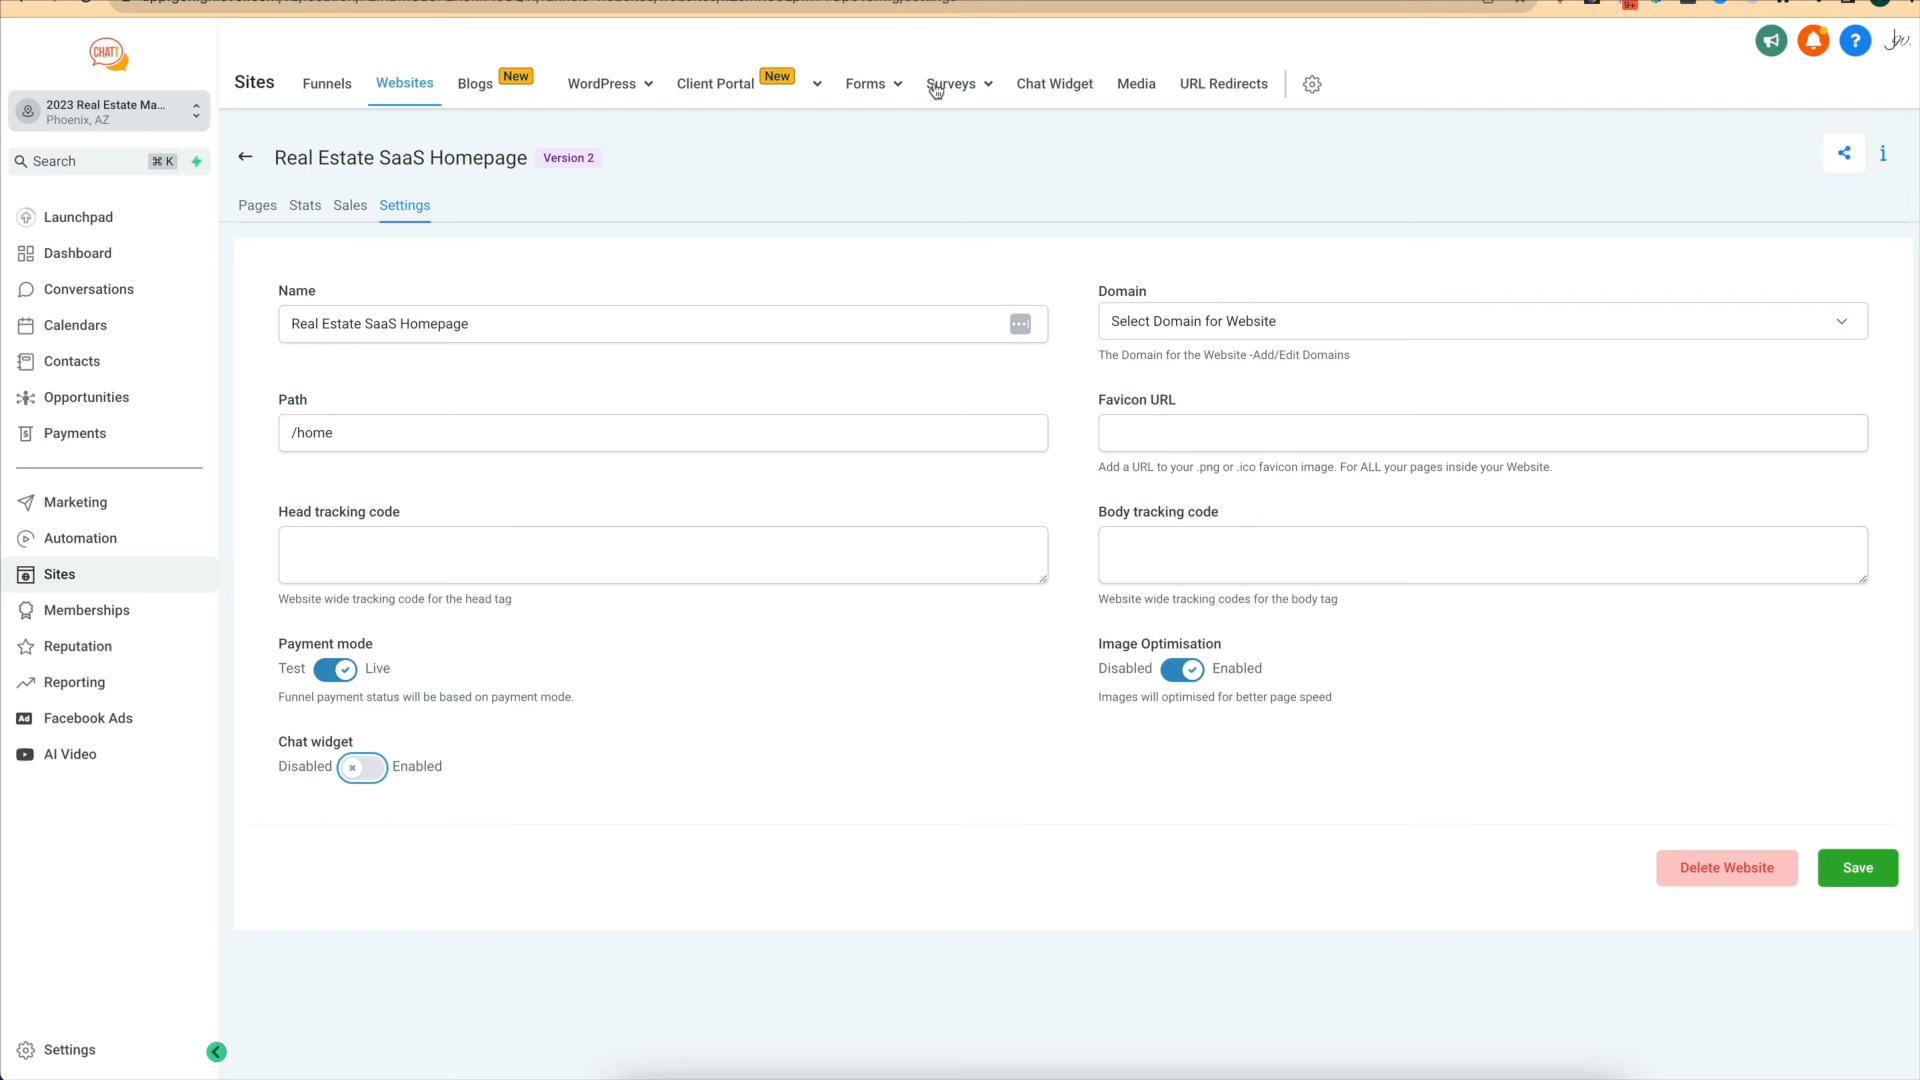 9+
CHATT
2023 Real Estate Ma...
Phoenix, AZ
Search
⌘ K
Launchpad
Dashboard
Conversations
Calendars
Contacts
Opportunities
Payments
Marketing
Automation
Sites
Memberships
Reputation
Reporting
Ad Facebook Ads
AI Video
Settings
Sites
Funnels
Websites
Blogs New
WordPress
Client Portal New
Forms
Surveys
Chat Widget
Media
URL Redirects
Real Estate SaaS Homepage Version 2
Pages Stats Sales Settings
Name
Real Estate SaaS Homepage
Domain
Select Domain for Website
The Domain for the Website -Add/Edit Domains
Path
/home
Favicon URL
Add a URL to your .png or .ico favicon image. For ALL your pages inside your Website.
Head tracking code
Website wide tracking code for the head tag
Body tracking code
Website wide tracking codes for the body tag
Payment mode
Test Live
Funnel payment status will be based on payment mode.
Image Optimisation
Disabled Enabled
Images will optimised for better page speed
Chat widget
Disabled Enabled
Delete Website
Save